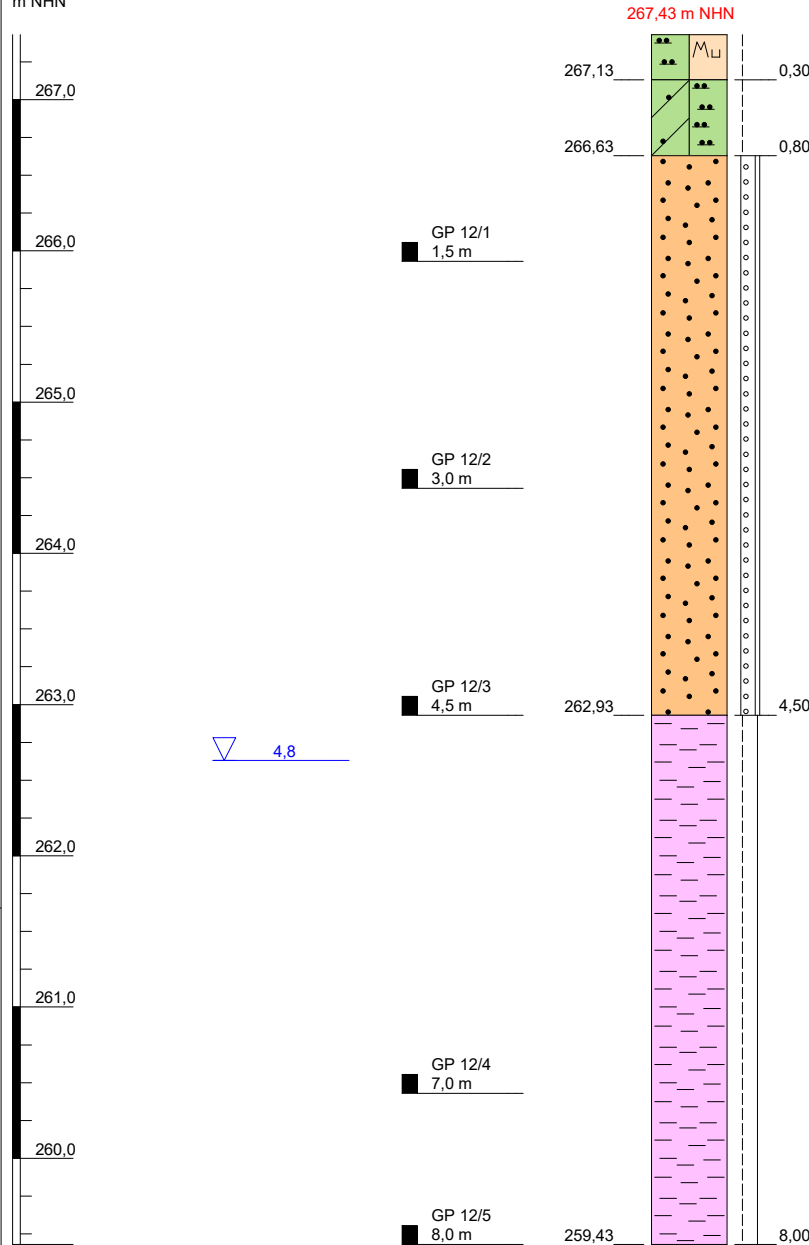 m NHN
267,43 m NHN
Mu
267,13
0,30
267,0
266,63
0,80
GP 12/1
1,5 m
266,0
265,0
GP 12/2
3,0 m
264,0
GP 12/3
4,5 m
263,0
262,93
4,50
4,8
262,0
261,0
GP 12/4
7,0 m
260,0
GP 12/5
8,0 m
259,43
8,00